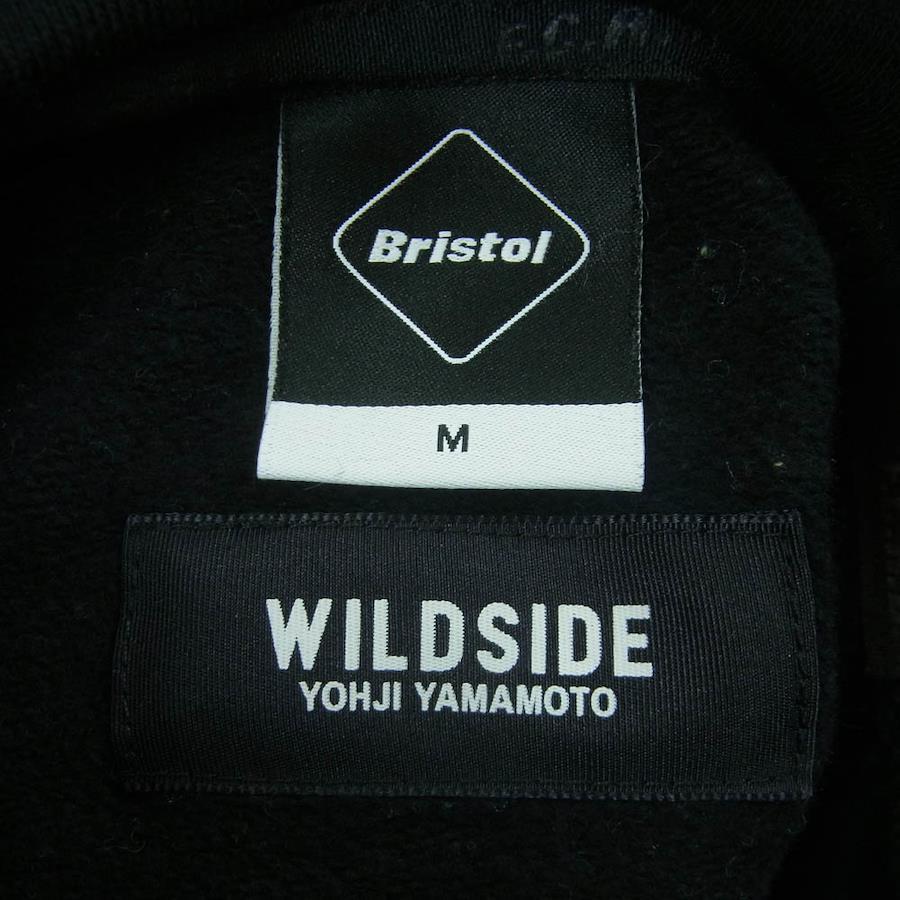 F.C.R.
Bristol
M
WILDSIDE
YOHJI YAMAMOTO